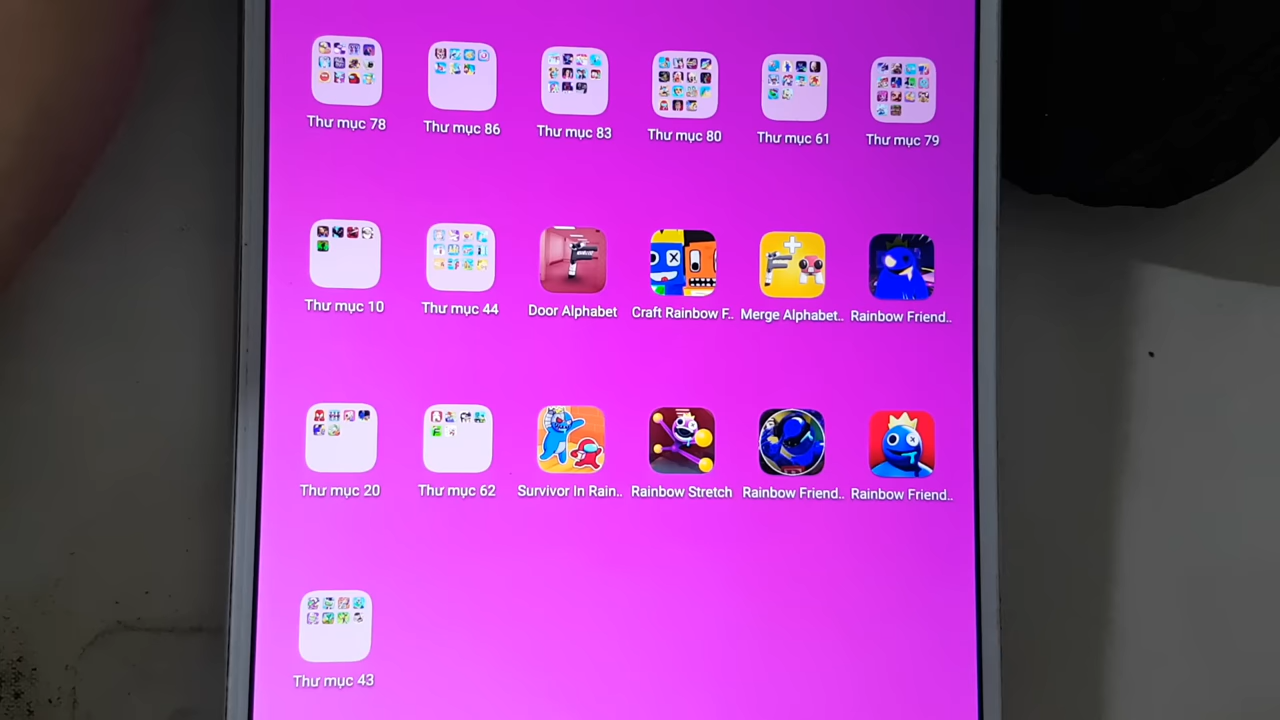 Thư mục 78
Thư mục 86
Thư mục 83
Thư mục 80
Thư mục 61
Thư mục 79
Thư mục 10
Thư mục 44
Door Alphabet
Craft Rainbow F..
Merge Alphabet..
Rainbow Friend..
Thư mục 20
Thư mục 62
Survivor In Rain..
Rainbow Stretch
Rainbow Friend..
Rainbow Friend..
Thư mục 43